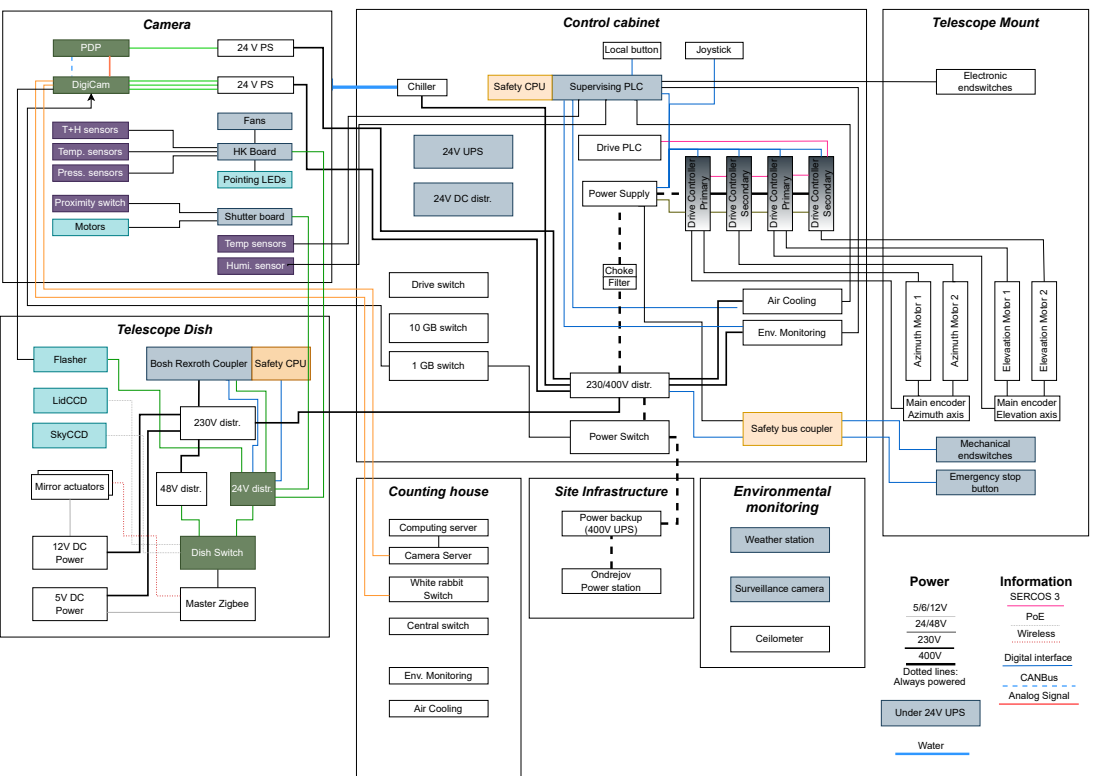 Camera
PDP
24 V PS
DigiCam
24 V PS
Fans
T+H sensors
Temp. sensors
HK Board
Press. sensors
Pointing LEDs
Proximity switch
Shutter board
Motors
Temp sensors
Humi. sensor
Control cabinet
Local button
Joystick
Chiller
Safety CPU
Supervising PLC
24V UPS
Drive PLC
24V DC distr.
Power Supply
Drive Controller
Primary
Drive Controller
Secondary
Drive Controller
Primary
Drive Controller
Secondary
Choke
Filter
Drive switch
Air Cooling
10 GB switch
Env. Monitoring
1 GB switch
230/400V distr.
Power Switch
Safety bus coupler
Telescope Mount
Electronic
endswitches
Azimuth Motor 1
Azimuth Motor 2
Elevaation Motor 1
Elevaation Motor 2
Main encoder
Azimuth axis
Main encoder
Elevation axis
Mechanical
endswitches
Emergency stop
button
Telescope Dish
Flasher
Bosh Rexroth Coupler
Safety CPU
LidCCD
230V distr.
SkyCCD
Mirror actuators
48V distr.
24V distr.
12V DC
Power
Dish Switch
5V DC
Power
Master Zigbee
Counting house
Computing server
Camera Server
White rabbit
Switch
Central switch
Env. Monitoring
Air Cooling
Site Infrastructure
Power backup
(400V UPS)
Ondrejov
Power station
Environmental
monitoring
Weather station
Surveillance camera
Ceilometer
Power
5/6/12V
24/48V
230V
400V
Dotted lines:
Always powered
Under 24V UPS
Water
Information
SERCOS 3
PoE
Wireless
Digital interface
CANBus
Analog Signal